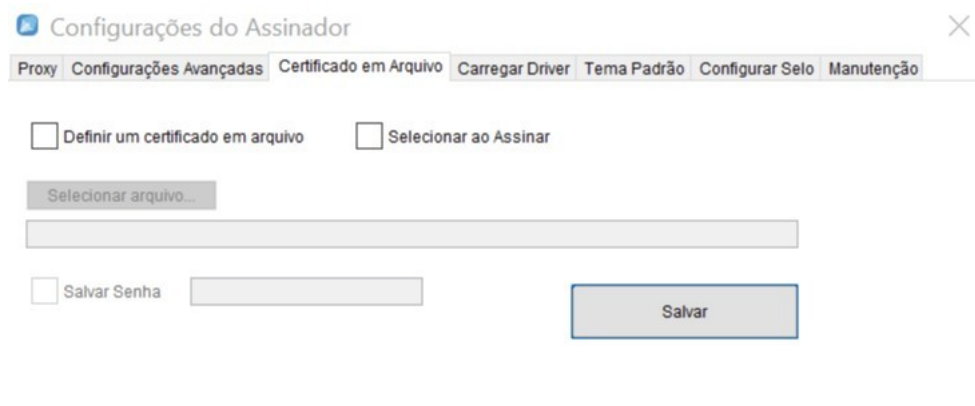 Configurações do Assinador
Proxy Configurações Avançadas Certificado em Arquivo Carregar Driver Tema Padrão Configurar Selo Manutenção
Definir um certificado em arquivo Selecionar ao Assinar
Selecionar arquivo...
Salvar Senha
Salvar